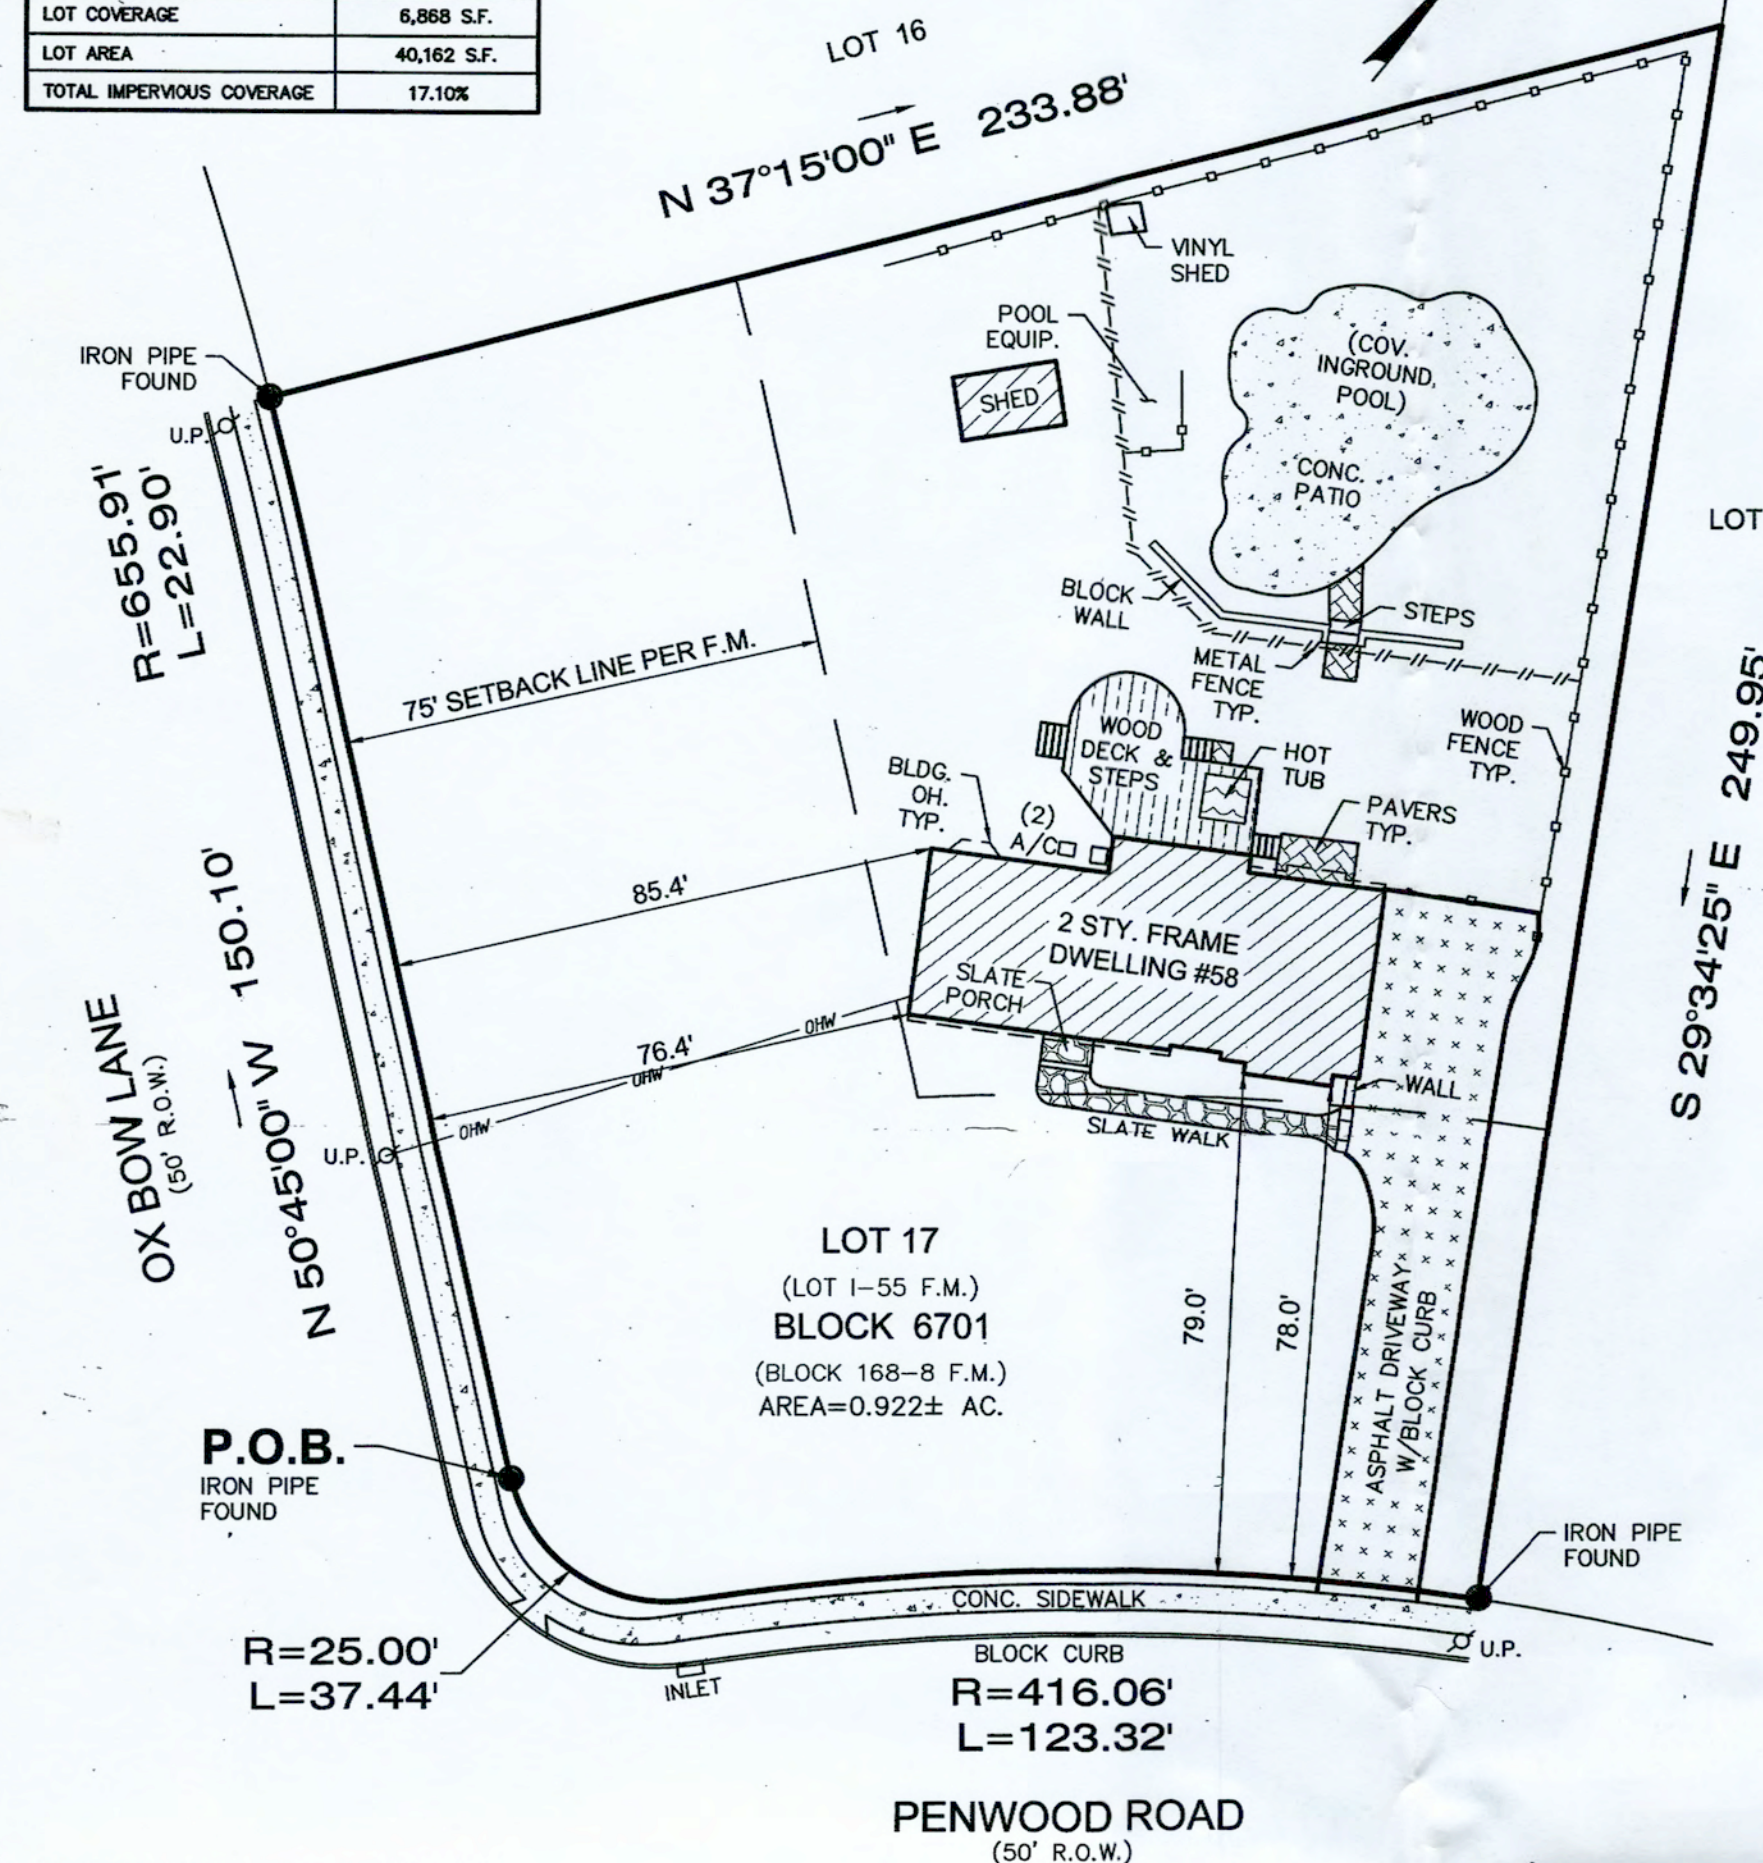 LOT COVERAGE 6,868 S.F.
LOT AREA 40,162 S.F.
TOTAL IMPERVIOUS COVERAGE 17.10%
LOT 16
N 37°15'00" E 233.88'
VINYL
SHED
POOL
EQUIP.
SHED
(COV.
INGROUND
POOL)
CONC.
PATIO
IRON PIPE
FOUND
U.P.
R=655.91'
L=22.90'
LOT
BLOCK
WALL
STEPS
METAL
FENCE
TYP.
75' SETBACK LINE PER F.M.
WOOD
DECK &
STEPS
HOT
TUB
WOOD
FENCE
TYP.
BLDG.
OH.
TYP.
(2)
A/C
PAVERS
TYP.
S 29°34'25" E 249.95'
85.4'
2 STY. FRAME
DWELLING #58
SLATE
PORCH
OHW
76.4'
OHW
OHW
WALL
SLATE WALK
U.P.
OX BOW LANE
(50' R.O.W.)
N 50°45'00" W 150.10'
LOT 17
(LOT I-55 F.M.)
BLOCK 6701
(BLOCK 168-8 F.M.)
AREA=0.922± AC.
79.0'
78.0'
ASPHALT DRIVEWAY
W/BLOCK CURB
P.O.B.
IRON PIPE
FOUND
IRON PIPE
FOUND
CONC. SIDEWALK
BLOCK CURB
U.P.
R=25.00'
L=37.44'
INLET
R=416.06'
L=123.32'
PENWOOD ROAD
(50' R.O.W.)